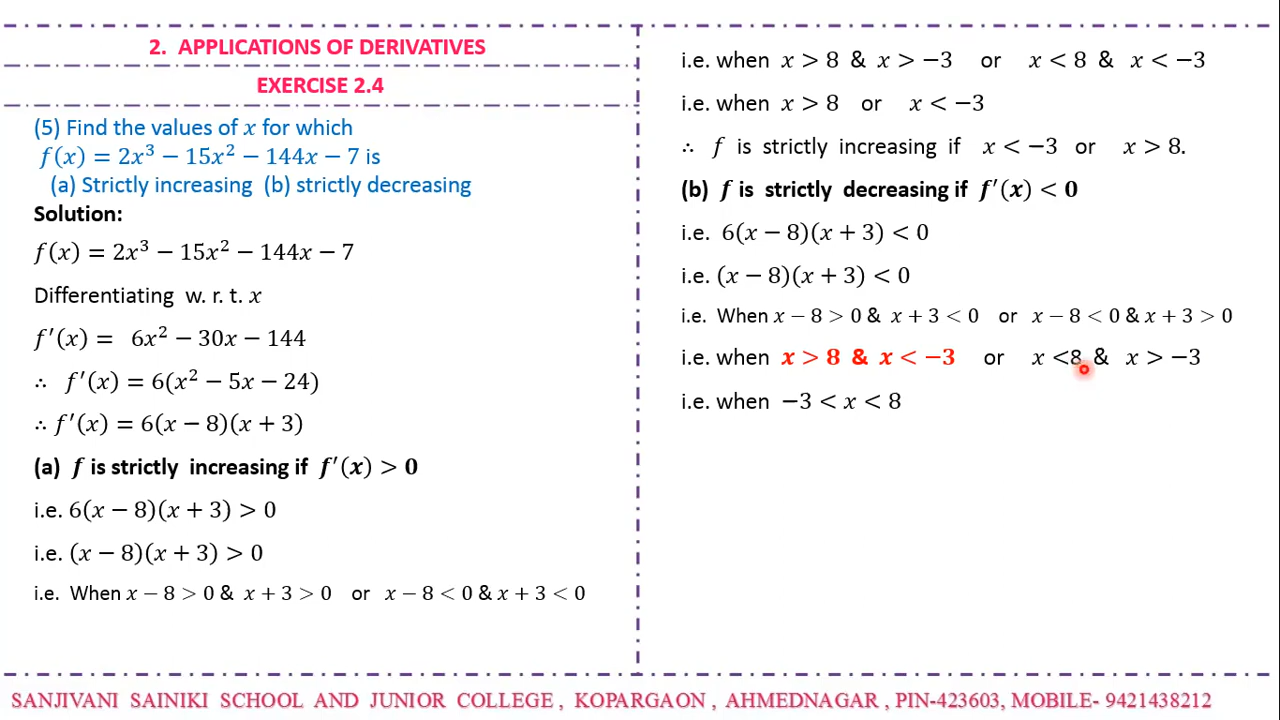 2. APPLICATIONS OF DERIVATIVES
EXERCISE 2.4
(5) Find the values of x for which
f(x) = 2x³ − 15x² − 144x − 7 is
(a) Strictly increasing (b) strictly decreasing
Solution:
f(x) = 2x³ − 15x² − 144x − 7
Differentiating w. r. t. x
f′(x) = 6x² − 30x − 144
∴ f′(x) = 6(x² − 5x − 24)
∴ f′(x) = 6(x − 8)(x + 3)
(a) f is strictly increasing if f′(x) > 0
i.e. 6(x − 8)(x + 3) > 0
i.e. (x − 8)(x + 3) > 0
i.e. When x − 8 > 0 & x + 3 > 0 or x − 8 < 0 & x + 3 < 0
i.e. when x > 8 & x > −3 or x < 8 & x < −3
i.e. when x > 8 or x < −3
∴ f is strictly increasing if x < −3 or x > 8.
(b) f is strictly decreasing if f′(x) < 0
i.e. 6(x − 8)(x + 3) < 0
i.e. (x − 8)(x + 3) < 0
i.e. When x − 8 > 0 & x + 3 < 0 or x − 8 < 0 & x + 3 > 0
i.e. when x > 8 & x < −3 or x <8 & x > −3
i.e. when −3 < x < 8
SANJIVANI SAINIKI SCHOOL AND JUNIOR COLLEGE , KOPARGAON , AHMEDNAGAR , PIN-423603, MOBILE- 9421438212